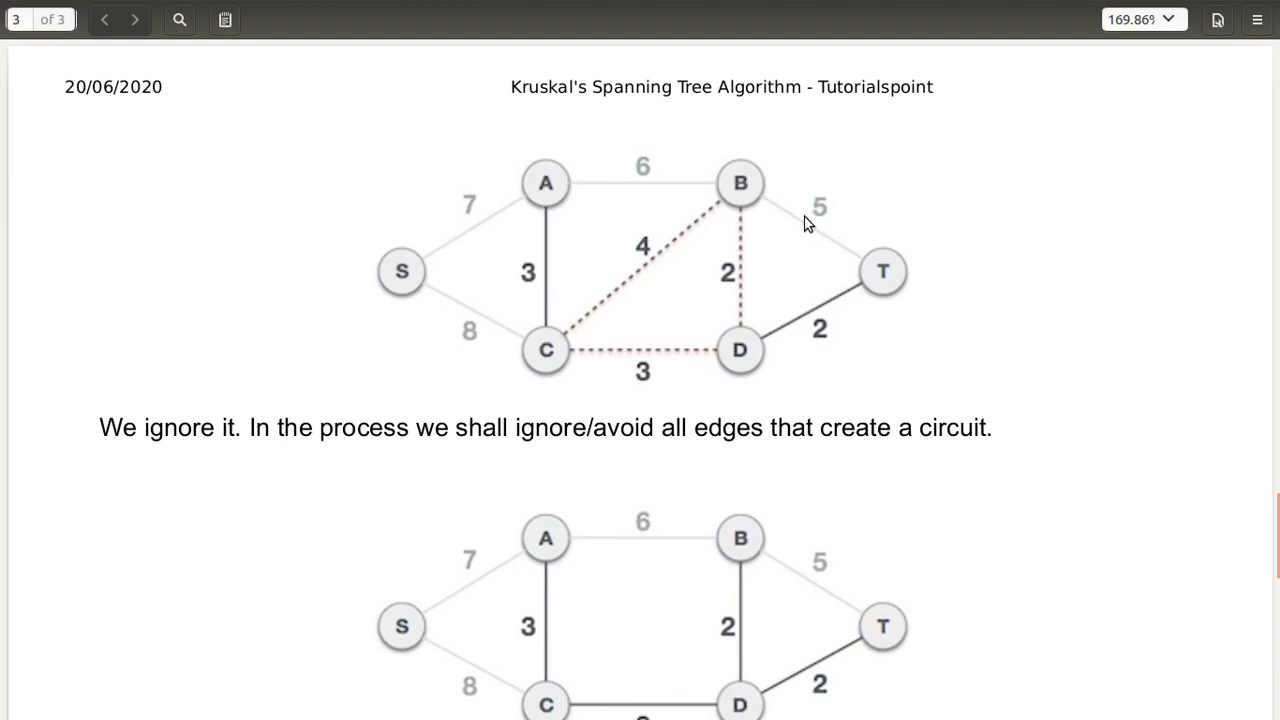 3 of 3
169.86%
20/06/2020 Kruskal's Spanning Tree Algorithm - Tutorialspoint
6
A B
7 5
4
S 3 2 T
8 2
C D
3
We ignore it. In the process we shall ignore/avoid all edges that create a circuit.
6
A B
7 5
S 3 2 T
8 2
C D